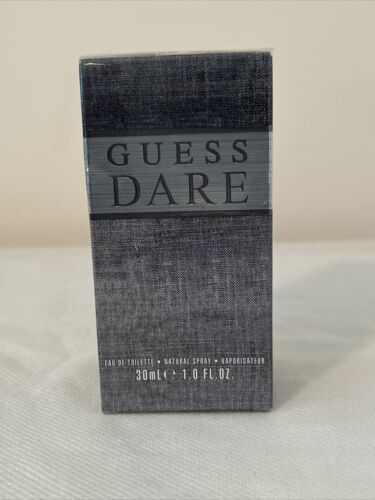 GUESS
DARE
EAU DE TOILETTE • NATURAL SPRAY • VAPORISATEUR
30mL ℮ 1.0 FL.OZ.